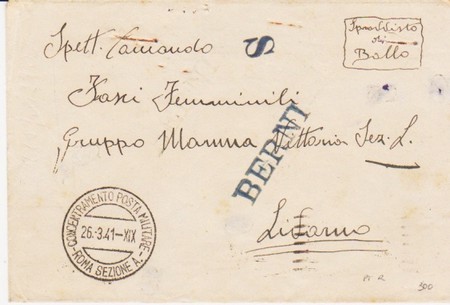 Spett. Comando
S
Sprovvisto
di
Bollo
Fasci Femminili
Gruppo Mamma Vittoria Sez. L.
BERNI
CONCENTRAMENTO POSTA MILITARE
26.3.41-XIX
-ROMA SEZIONE A.-
Livorno
500